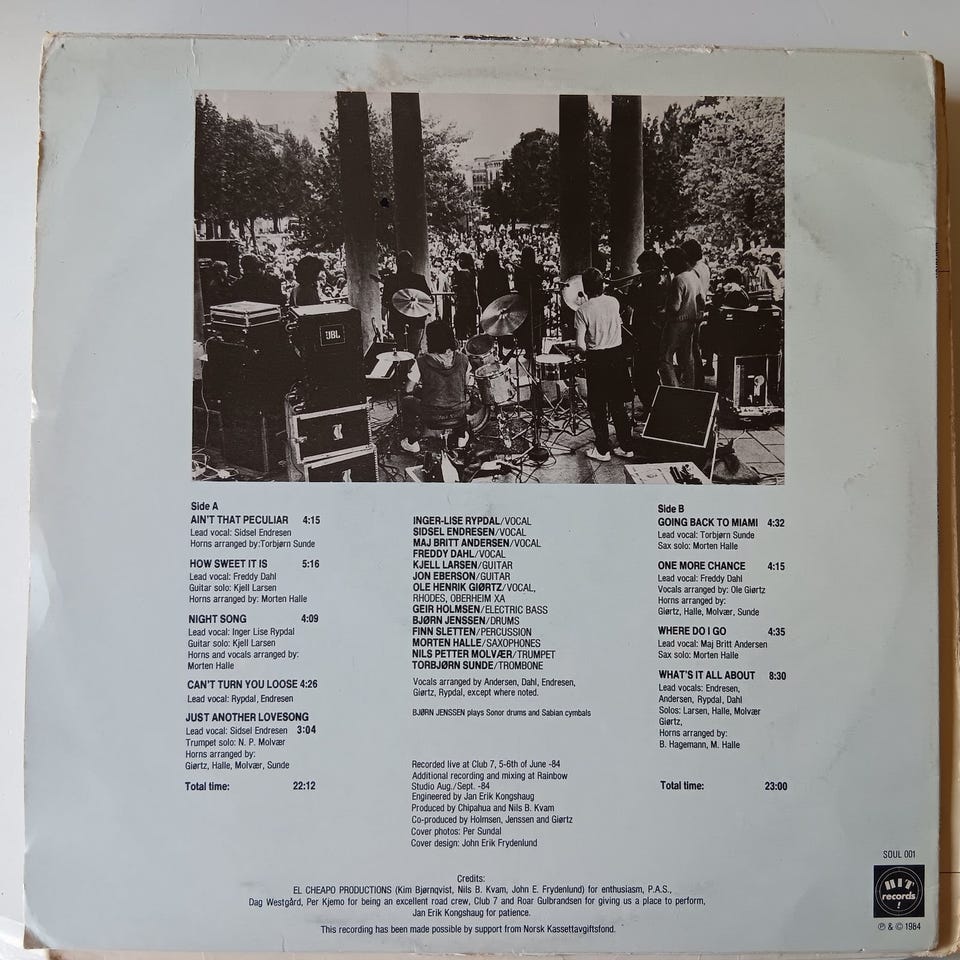 JBL
Side A
AIN'T THAT PECULIAR 4:15
Lead vocal: Sidsel Endresen
Horns arranged by:Torbjørn Sunde
HOW SWEET IT IS 5:16
Lead vocal: Freddy Dahl
Guitar solo: Kjell Larsen
Horns arranged by: Morten Halle
NIGHT SONG 4:09
Lead vocal: Inger Lise Rypdal
Guitar solo: Kjell Larsen
Horns and vocals arranged by:
Morten Halle
CAN'T TURN YOU LOOSE 4:26
Lead vocal: Rypdal, Endresen
JUST ANOTHER LOVESONG
Lead vocal: Sidsel Endresen 3:04
Trumpet solo: N. P. Molvær
Horns arranged by:
Giørtz, Halle, Molvær, Sunde
Total time: 22:12
INGER-LISE RYPDAL/VOCAL
SIDSEL ENDRESEN/VOCAL
MAJ BRITT ANDERSEN/VOCAL
FREDDY DAHL/VOCAL
KJELL LARSEN/GUITAR
JON EBERSON/GUITAR
OLE HENRIK GIØRTZ/VOCAL,
RHODES, OBERHEIM XA
GEIR HOLMSEN/ELECTRIC BASS
BJØRN JENSSEN/DRUMS
FINN SLETTEN/PERCUSSION
MORTEN HALLE/SAXOPHONES
NILS PETTER MOLVÆR/TRUMPET
TORBJØRN SUNDE/TROMBONE
Vocals arranged by Andersen, Dahl, Endresen,
Giørtz, Rypdal, except where noted.
BJØRN JENSSEN plays Sonor drums and Sabian cymbals
Recorded live at Club 7, 5-6th of June -84
Additional recording and mixing at Rainbow
Studio Aug./Sept. -84
Engineered by Jan Erik Kongshaug
Produced by Chipahua and Nils B. Kvam
Co-produced by Holmsen, Jenssen and Giørtz
Cover photos: Per Sundal
Cover design: John Erik Frydenlund
Side B
GOING BACK TO MIAMI 4:32
Lead vocal: Torbjørn Sunde
Sax solo: Morten Halle
ONE MORE CHANCE 4:15
Lead vocal: Freddy Dahl
Vocals arranged by: Ole Giørtz
Horns arranged by:
Giørtz, Halle, Molvær, Sunde
WHERE DO I GO 4:35
Lead vocal: Maj Britt Andersen
Sax solo: Morten Halle
WHAT'S IT ALL ABOUT 8:30
Lead vocals: Endresen,
Andersen, Rypdal, Dahl
Solos: Larsen, Halle, Molvær
Giørtz,
Horns arranged by:
B. Hagemann, M. Halle
Total time: 23:00
Credits:
EL CHEAPO PRODUCTIONS (Kim Bjørnqvist, Nils B. Kvam, John E. Frydenlund) for enthusiasm, P.A.S.,
Dag Westgård, Per Kjemo for being an excellent road crew, Club 7 and Roar Gulbrandsen for giving us a place to perform,
Jan Erik Kongshaug for patience.
This recording has been made possible by support from Norsk Kassettavgiftsfond.
SOUL 001
HIT
records
!
℗ & © 1984